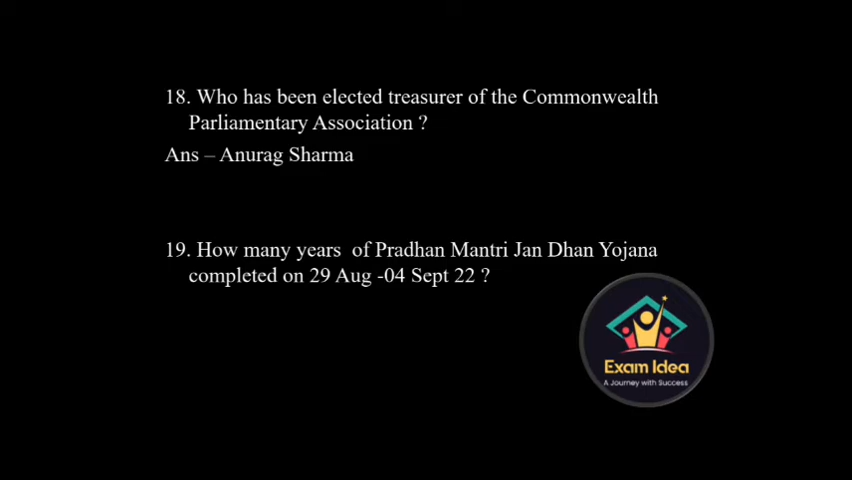 18. Who has been elected treasurer of the Commonwealth
Parliamentary Association ?
Ans – Anurag Sharma
19. How many years of Pradhan Mantri Jan Dhan Yojana
completed on 29 Aug -04 Sept 22 ?
Exam Idea
A Journey with Success